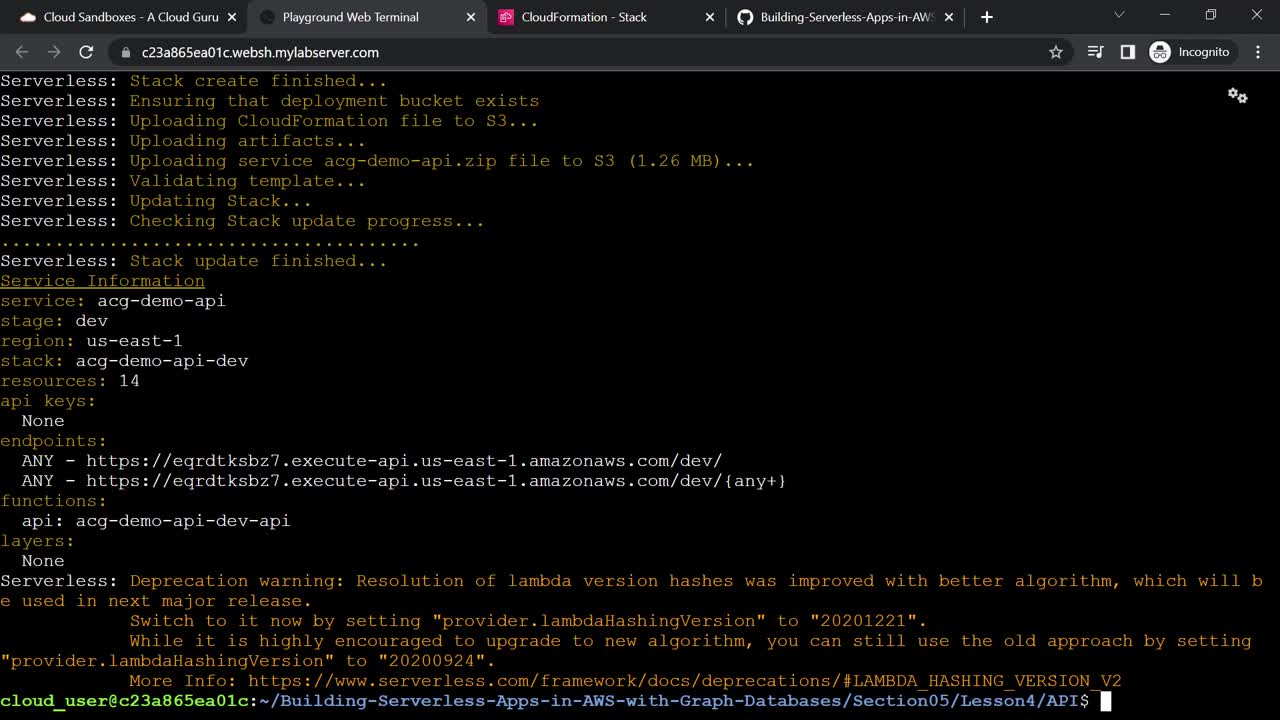 Cloud Sandboxes - A Cloud Guru
Playground Web Terminal
CloudFormation - Stack
Building-Serverless-Apps-in-AWS
c23a865ea01c.websh.mylabserver.com
Incognito
Serverless: Stack create finished...
Serverless: Ensuring that deployment bucket exists
Serverless: Uploading CloudFormation file to S3...
Serverless: Uploading artifacts...
Serverless: Uploading service acg-demo-api.zip file to S3 (1.26 MB)...
Serverless: Validating template...
Serverless: Updating Stack...
Serverless: Checking Stack update progress...
.......................................
Serverless: Stack update finished...
Service Information
service: acg-demo-api
stage: dev
region: us-east-1
stack: acg-demo-api-dev
resources: 14
api keys:
  None
endpoints:
  ANY - https://eqrdtksbz7.execute-api.us-east-1.amazonaws.com/dev/
  ANY - https://eqrdtksbz7.execute-api.us-east-1.amazonaws.com/dev/{any+}
functions:
  api: acg-demo-api-dev-api
layers:
  None
Serverless: Deprecation warning: Resolution of lambda version hashes was improved with better algorithm, which will b
e used in next major release.
            Switch to it now by setting "provider.lambdaHashingVersion" to "20201221".
            While it is highly encouraged to upgrade to new algorithm, you can still use the old approach by setting
"provider.lambdaHashingVersion" to "20200924".
            More Info: https://www.serverless.com/framework/docs/deprecations/#LAMBDA_HASHING_VERSION_V2
cloud_user@c23a865ea01c:~/Building-Serverless-Apps-in-AWS-with-Graph-Databases/Section05/Lesson4/API$